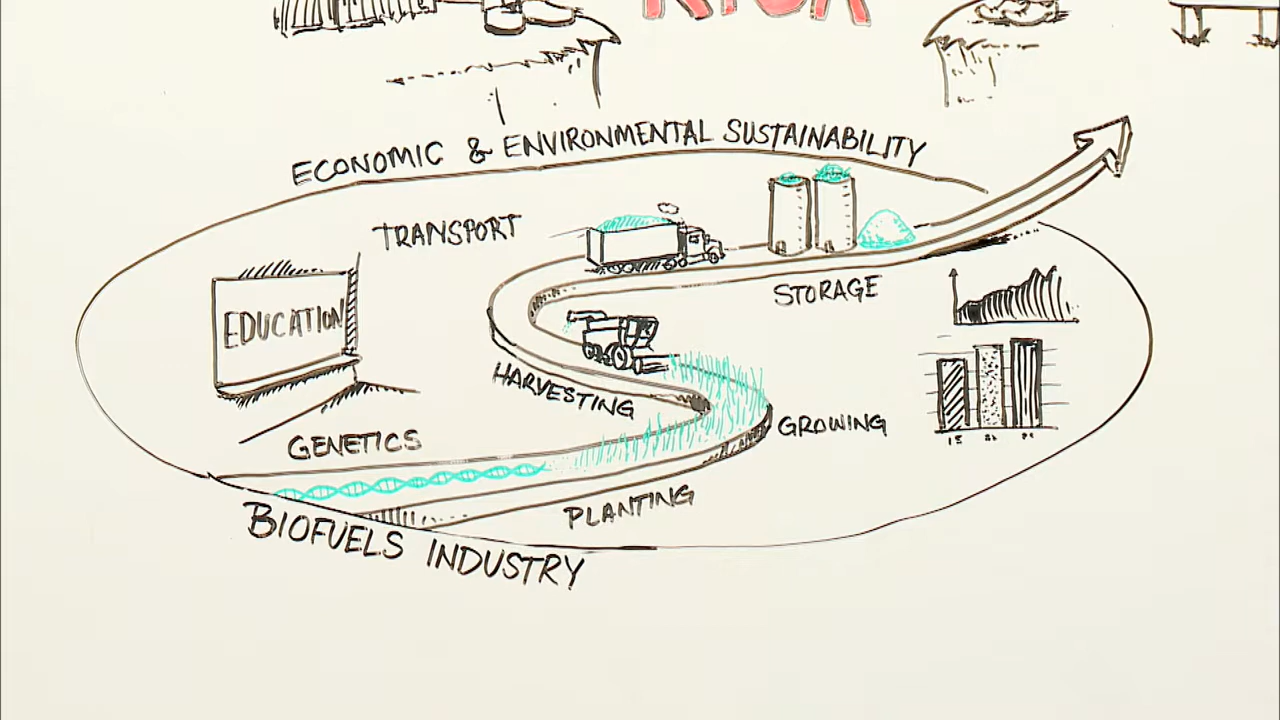 ECONOMIC & ENVIRONMENTAL SUSTAINABILITY
TRANSPORT
STORAGE
EDUCATION
HARVESTING
GROWING
GENETICS
PLANTING
BIOFUELS INDUSTRY